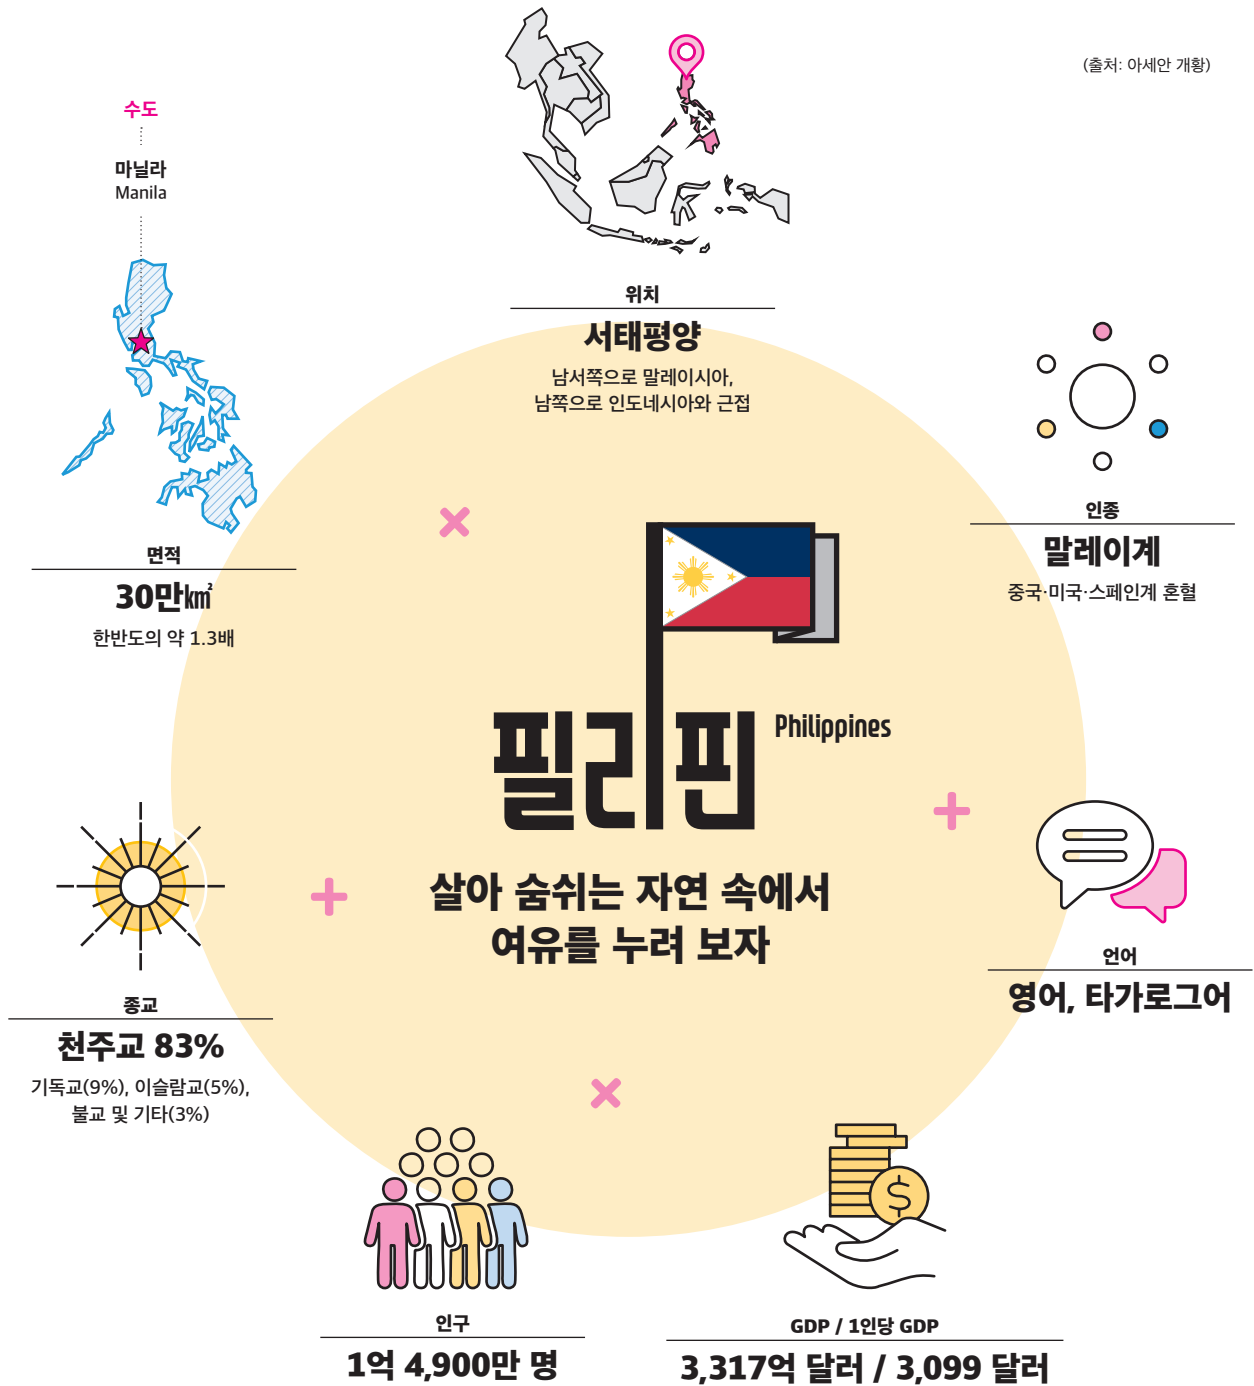 (출처: 아세안 개황)
수도
마닐라
Manila
위치
서태평양
남서쪽으로 말레이시아,
남쪽으로 인도네시아와 근접
인종
말레이계
중국·미국·스페인계 혼혈
면적
30만㎢
한반도의 약 1.3배
필리핀
Philippines
살아 숨쉬는 자연 속에서
여유를 누려 보자
언어
영어, 타가로그어
종교
천주교 83%
기독교(9%), 이슬람교(5%),
불교 및 기타(3%)
$
인구
1억 4,900만 명
GDP / 1인당 GDP
3,317억 달러 / 3,099 달러